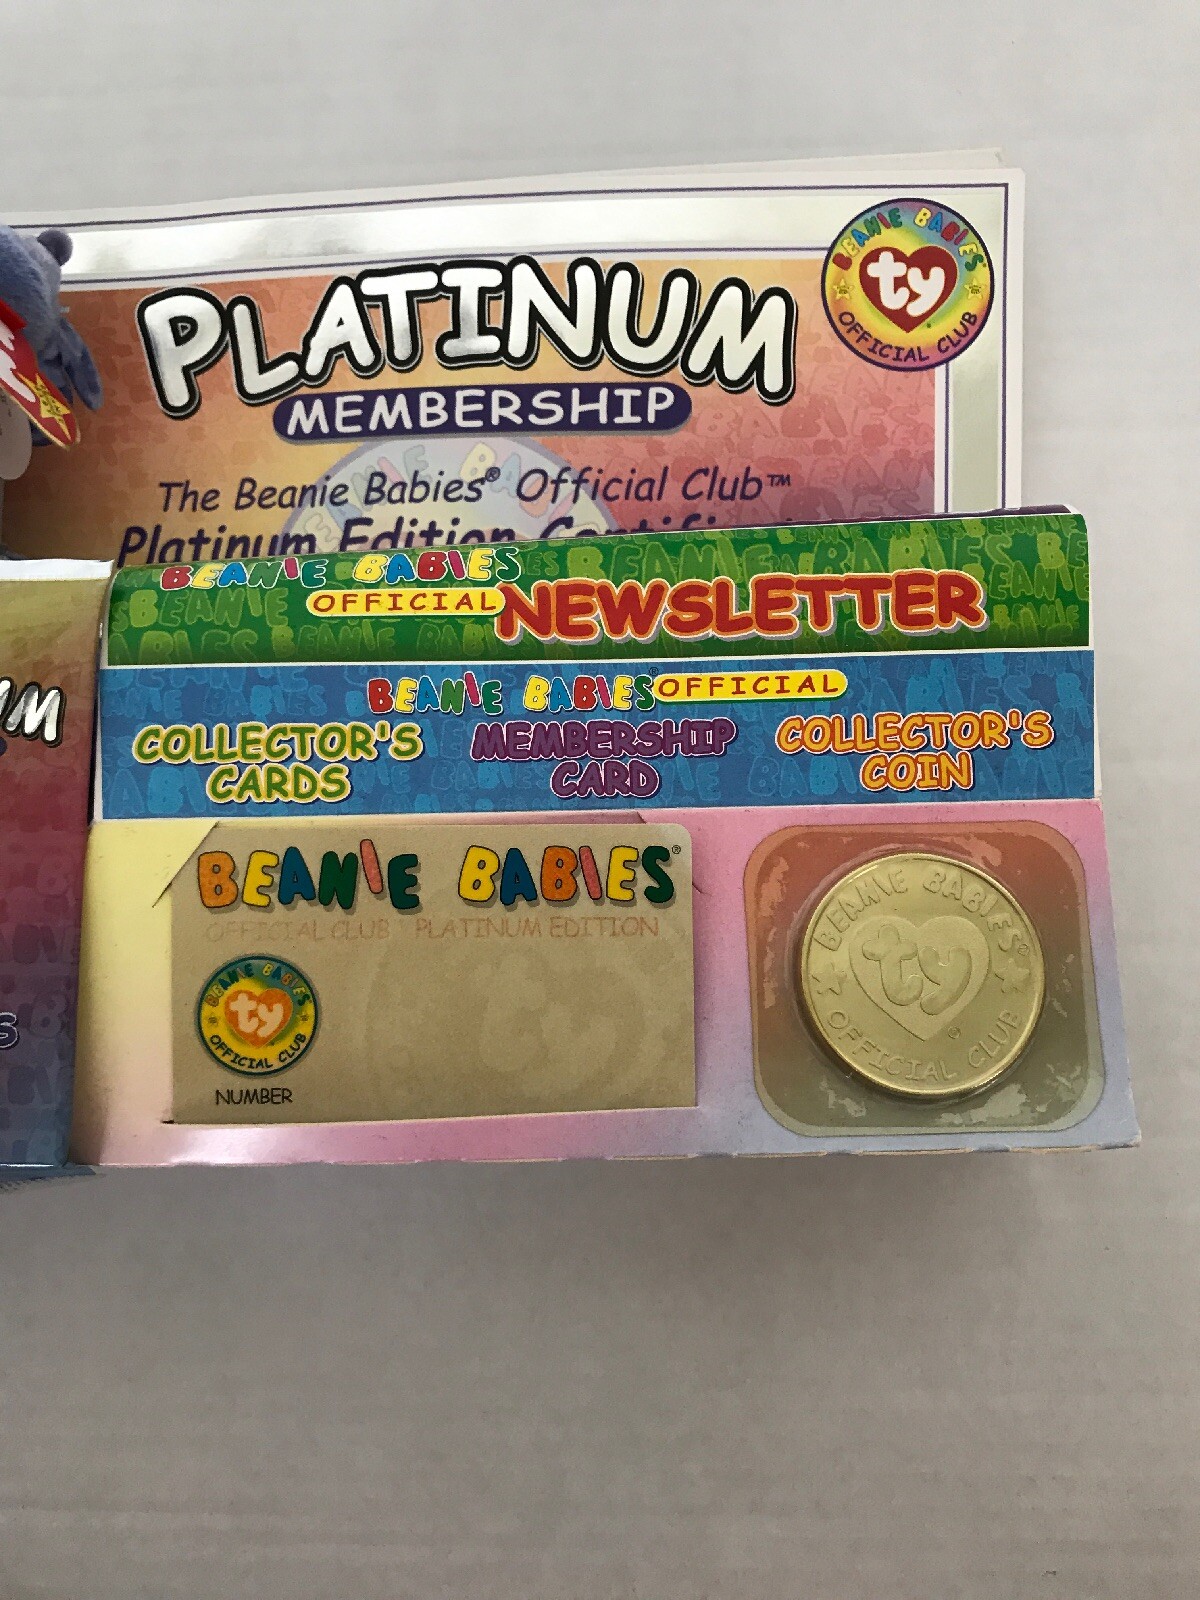 BEANIE BABIES
ty
OFFICIAL CLUB
PLATINUM
MEMBERSHIP
The Beanie Babies® Official Club™
Platinum Edition
BEANIE BABIES
OFFICIAL NEWSLETTER
BEANIE BABIES® OFFICIAL
COLLECTOR'S CARDS
MEMBERSHIP CARD
COLLECTOR'S COIN
BEANIE BABIES®
OFFICIAL CLUB PLATINUM EDITION
BEANIE BABIES
ty
OFFICIAL CLUB
NUMBER
BEANIE BABIES®
ty®
OFFICIAL CLUB